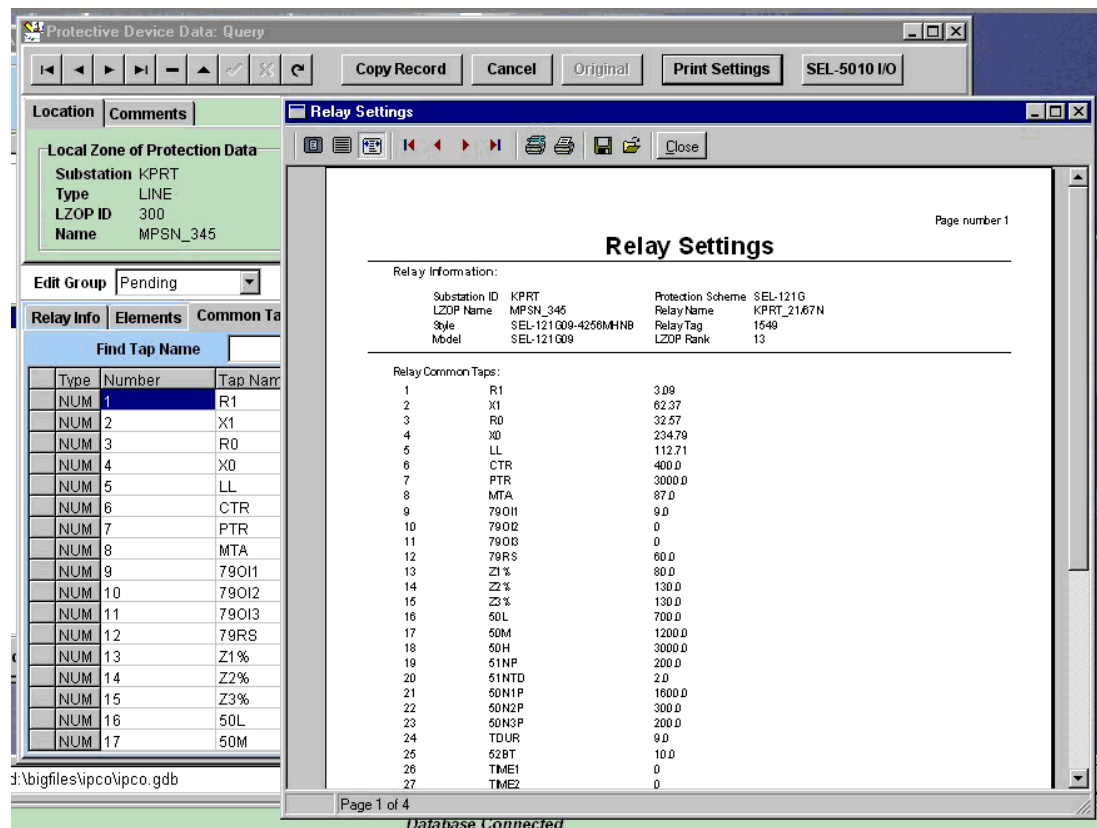 Protective Device Data: Query
Copy Record Cancel Original Print Settings SEL-5010 I/O
Location Comments
Local Zone of Protection Data
Substation KPRT
Type LINE
LZOP ID 300
Name MPSN_345
Edit Group Pending
Relay Info Elements Common Ta
Find Tap Name
Type Number Tap Nam
NUM 1 R1
NUM 2 X1
NUM 3 R0
NUM 4 X0
NUM 5 LL
NUM 6 CTR
NUM 7 PTR
NUM 8 MTA
NUM 9 79OI1
NUM 10 79OI2
NUM 11 79OI3
NUM 12 79RS
NUM 13 Z1%
NUM 14 Z2%
NUM 15 Z3%
NUM 16 50L
NUM 17 50M
d:\bigfiles\ipco\ipco.gdb
Database Connected
Relay Settings
Close
Page number 1
Relay Settings
Relay Information:
Substation ID KPRT Protection Scheme SEL-121G
LZOP Name MPSN_345 Relay Name KPRT_21/67N
Style SEL-121G09-4256MHNB Relay Tag 1549
Model SEL-121G09 LZOP Rank 13
Relay Common Taps:
1 R1 3.09
2 X1 62.37
3 R0 32.57
4 X0 234.79
5 LL 112.71
6 CTR 400.0
7 PTR 3000.0
8 MTA 87.0
9 79OI1 9.0
10 79OI2 0
11 79OI3 0
12 79RS 60.0
13 Z1% 80.0
14 Z2% 130.0
15 Z3% 130.0
16 50L 700.0
17 50M 1200.0
18 50H 3000.0
19 51NP 200.0
20 51NTD 2.0
21 50N1P 1600.0
22 50N2P 300.0
23 50N3P 200.0
24 TDUR 9.0
25 52BT 10.0
26 TIME1 0
27 TIME2 0
Page 1 of 4